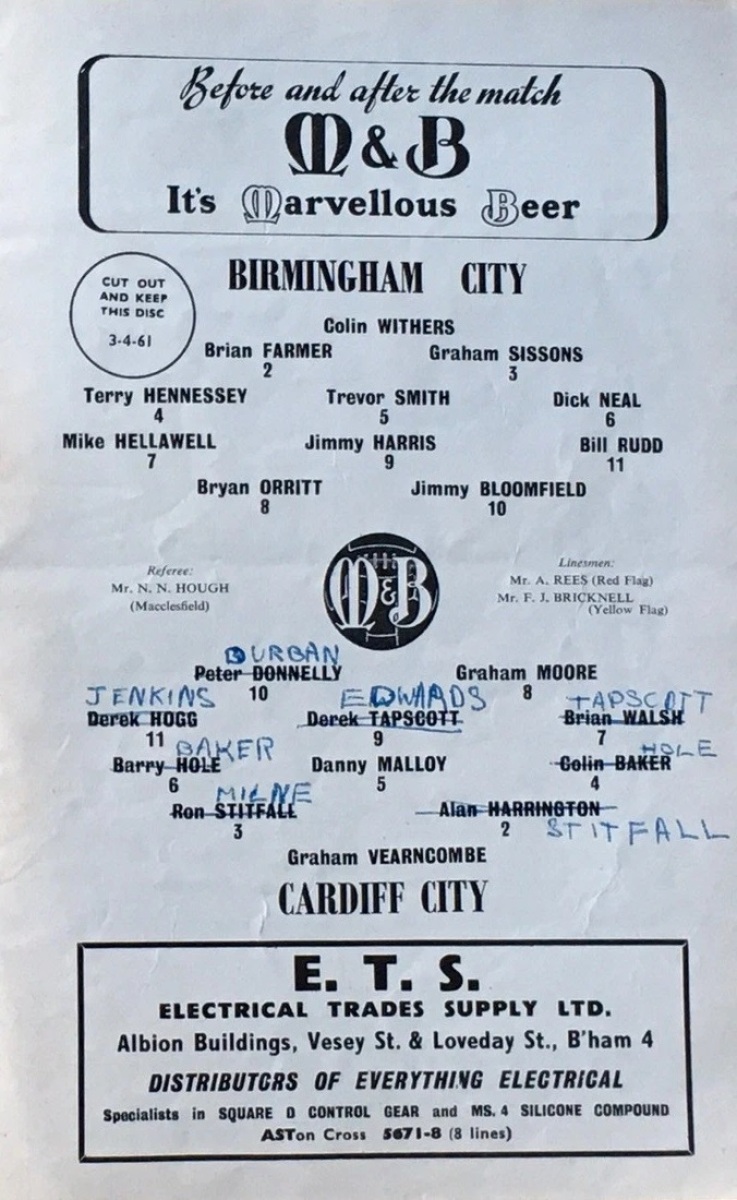 Before and after the match
M&B
It's Marvellous Beer
CUT OUT
AND KEEP
THIS DISC
3-4-61
BIRMINGHAM CITY
Colin WITHERS
Brian FARMER Graham SISSONS
2 3
Terry HENNESSEY Trevor SMITH Dick NEAL
4 5 6
Mike HELLAWELL Jimmy HARRIS Bill RUDD
7 9 11
Bryan ORRITT Jimmy BLOOMFIELD
8 10
Referee:
Mr. N. N. HOUGH
(Macclesfield)
M&B
Linesmen:
Mr. A. REES (Red Flag)
Mr. F. J. BRICKNELL
(Yellow Flag)
DURBAN
Peter DONNELLY Graham MOORE
10 8
JENKINS EDWARDS TAPSCOTT
Derek HOGG Derek TAPSCOTT Brian WALSH
11 9 7
BAKER HOLE
Barry HOLE Danny MALLOY Colin BAKER
6 5 4
MILNE
Ron STITFALL Alan HARRINGTON
3 2 STITFALL
Graham VEARNCOMBE
CARDIFF CITY
E. T. S.
ELECTRICAL TRADES SUPPLY LTD.
Albion Buildings, Vesey St. & Loveday St., B'ham 4
DISTRIBUTORS OF EVERYTHING ELECTRICAL
Specialists in SQUARE D CONTROL GEAR and MS. 4 SILICONE COMPOUND
ASTon Cross 5671-8 (8 lines)